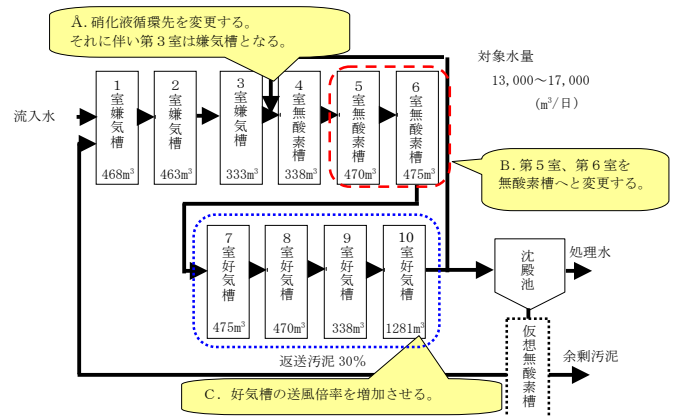 A．硝化液循環先を変更する。
それに伴い第３室は嫌気槽となる。
対象水量
13,000～17,000
(m³/日)
流入水
１室嫌気槽
468m³
２室嫌気槽
463m³
３室嫌気槽
333m³
４室無酸素槽
338m³
５室無酸素槽
470m³
６室無酸素槽
475m³
B．第５室、第６室を
無酸素槽へと変更する。
７室好気槽
475m³
８室好気槽
470m³
９室好気槽
338m³
10室好気槽
1281m³
沈殿池
処理水
仮想無酸素槽
余剰汚泥
返送汚泥 30％
C．好気槽の送風倍率を増加させる。